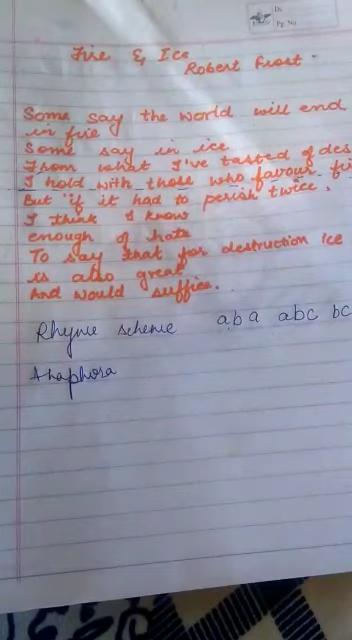 Fire & Ice
Robert Frost.
Some say the world will end
in fire
Some say in ice
From what I've tasted of des
I hold with those who favour fi
But if it had to perish twice,
I think I know
enough of hate
To say that for destruction ice
is also great
And would suffice.
Rhyme scheme aba abc bc
Anaphora